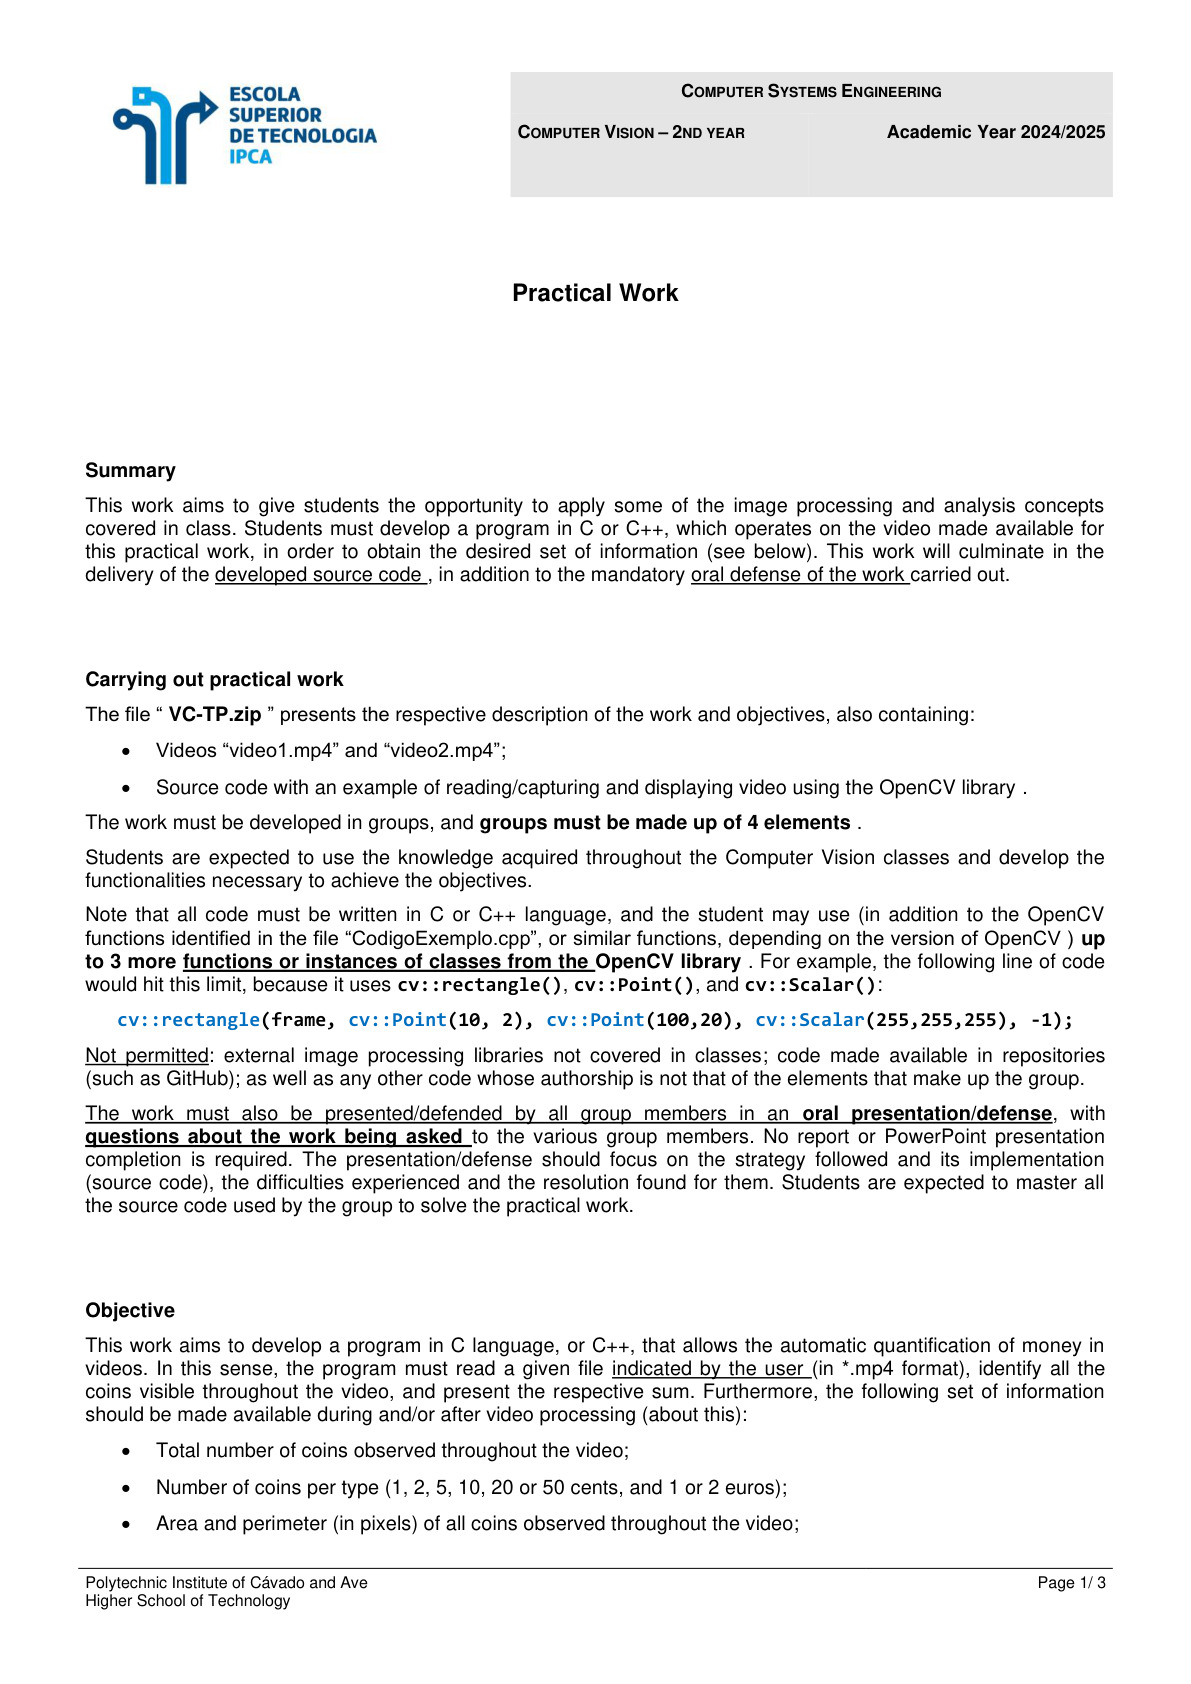 ESCOLA
SUPERIOR
DE TECNOLOGIA
IPCA
COMPUTER SYSTEMS ENGINEERING
COMPUTER VISION – 2ND YEAR Academic Year 2024/2025
Practical Work
Summary
This work aims to give students the opportunity to apply some of the image processing and analysis concepts
covered in class. Students must develop a program in C or C++, which operates on the video made available for
this practical work, in order to obtain the desired set of information (see below). This work will culminate in the
delivery of the developed source code , in addition to the mandatory oral defense of the work carried out.
Carrying out practical work
The file “ VC-TP.zip ” presents the respective description of the work and objectives, also containing:
• Videos “video1.mp4” and “video2.mp4”;
• Source code with an example of reading/capturing and displaying video using the OpenCV library .
The work must be developed in groups, and groups must be made up of 4 elements .
Students are expected to use the knowledge acquired throughout the Computer Vision classes and develop the
functionalities necessary to achieve the objectives.
Note that all code must be written in C or C++ language, and the student may use (in addition to the OpenCV
functions identified in the file “CodigoExemplo.cpp”, or similar functions, depending on the version of OpenCV ) up
to 3 more functions or instances of classes from the OpenCV library . For example, the following line of code
would hit this limit, because it uses cv::rectangle(), cv::Point(), and cv::Scalar():
cv::rectangle(frame, cv::Point(10, 2), cv::Point(100,20), cv::Scalar(255,255,255), -1);
Not permitted: external image processing libraries not covered in classes; code made available in repositories
(such as GitHub); as well as any other code whose authorship is not that of the elements that make up the group.
The work must also be presented/defended by all group members in an oral presentation/defense, with
questions about the work being asked to the various group members. No report or PowerPoint presentation
completion is required. The presentation/defense should focus on the strategy followed and its implementation
(source code), the difficulties experienced and the resolution found for them. Students are expected to master all
the source code used by the group to solve the practical work.
Objective
This work aims to develop a program in C language, or C++, that allows the automatic quantification of money in
videos. In this sense, the program must read a given file indicated by the user (in *.mp4 format), identify all the
coins visible throughout the video, and present the respective sum. Furthermore, the following set of information
should be made available during and/or after video processing (about this):
• Total number of coins observed throughout the video;
• Number of coins per type (1, 2, 5, 10, 20 or 50 cents, and 1 or 2 euros);
• Area and perimeter (in pixels) of all coins observed throughout the video;
Polytechnic Institute of Cávado and Ave Page 1/ 3
Higher School of Technology